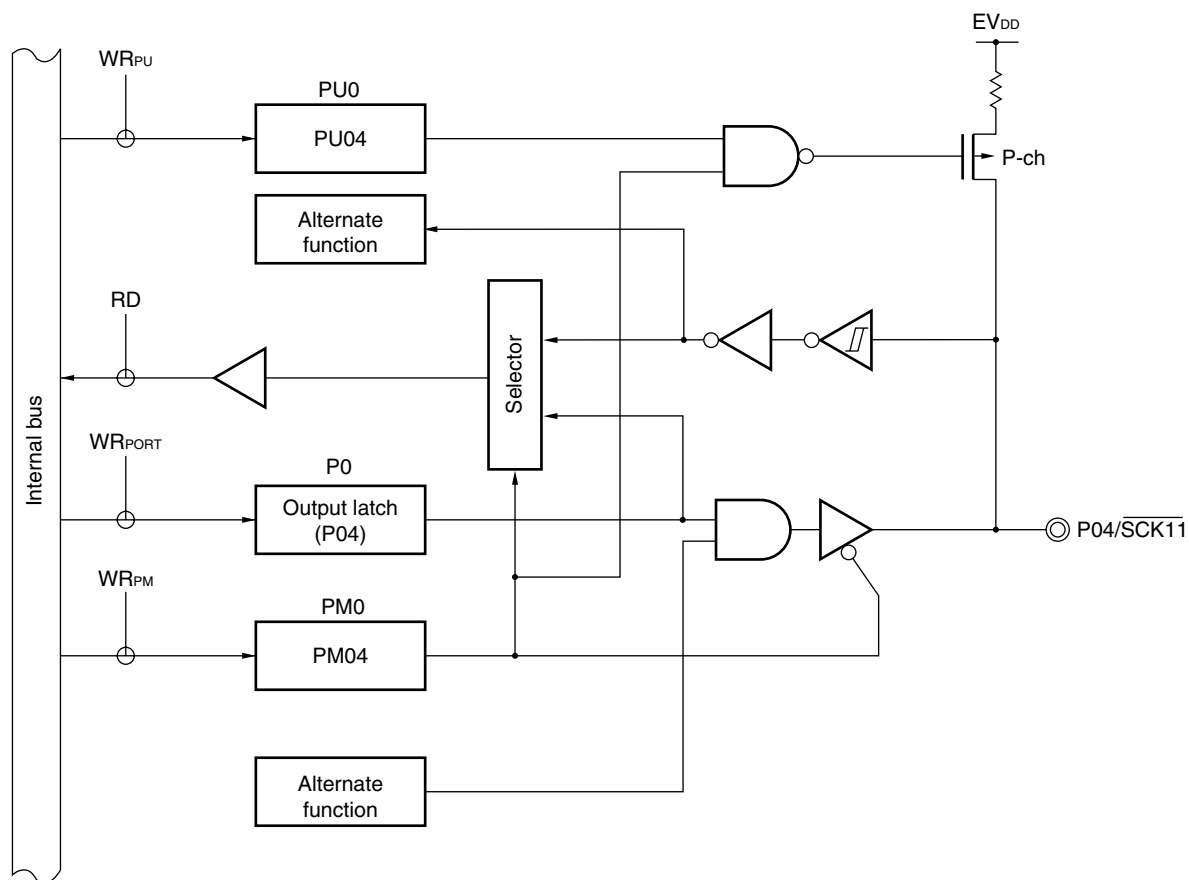 EVDD
WRPU
PU0
PU04
P-ch
Alternate
function
RD
Selector
Internal bus
WRPORT
P0
Output latch
(P04)
P04/SCK11
WRPM
PM0
PM04
Alternate
function